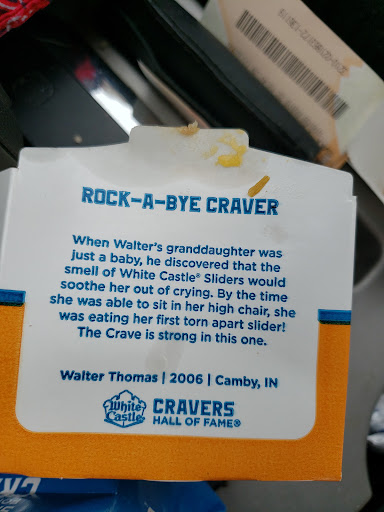 ROCK-A-BYE CRAVER
When Walter's granddaughter was
just a baby, he discovered that the
smell of White Castle® Sliders would
soothe her out of crying. By the time
she was able to sit in her high chair, she
was eating her first torn apart slider!
The Crave is strong in this one.
Walter Thomas | 2006 | Camby, IN
White
Castle
CRAVERS
HALL OF FAME®